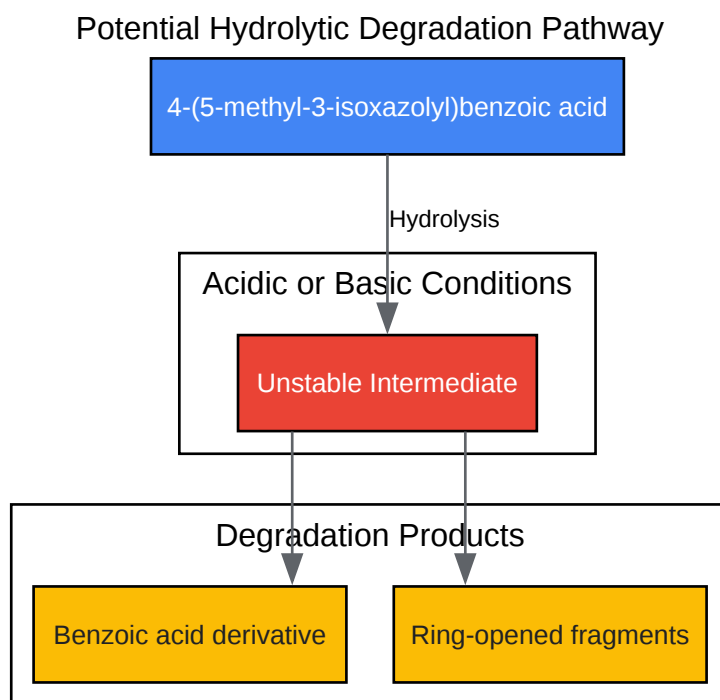 Potential Hydrolytic Degradation Pathway
4-(5-methyl-3-isoxazolyl)benzoic acid
Hydrolysis
Acidic or Basic Conditions
Unstable Intermediate
Degradation Products
Benzoic acid derivative
Ring-opened fragments